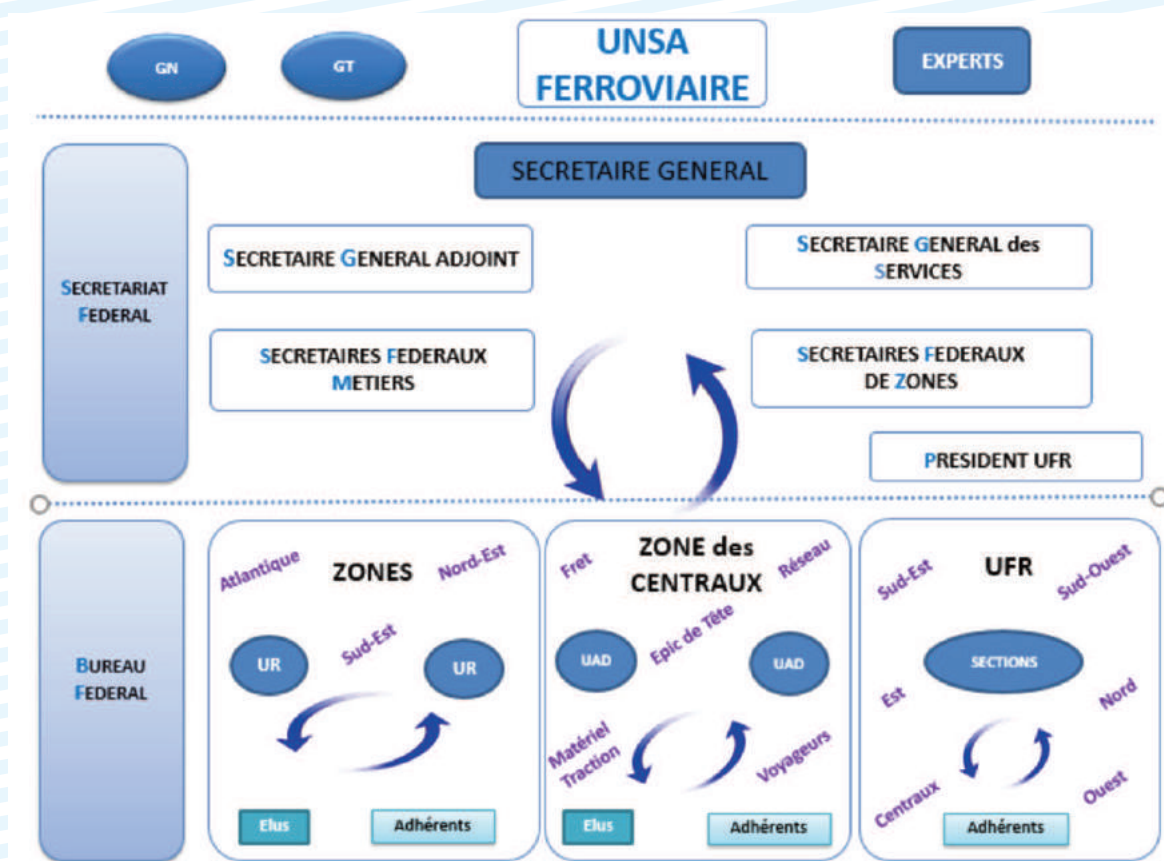 GN
GT
UNSA
FERROVIAIRE
EXPERTS
SECRETAIRE GENERAL
SECRETARIAT
FEDERAL
SECRETAIRE GENERAL ADJOINT
SECRETAIRE GENERAL des
SERVICES
SECRETAIRES FEDERAUX
METIERS
SECRETAIRES FEDERAUX
DE ZONES
PRESIDENT UFR
BUREAU
FEDERAL
Atlantique
ZONES
Nord-Est
Sud-Est
UR
UR
Elus
Adhérents
Fret
ZONE des
CENTRAUX
Réseau
Epic de Tête
UAD
UAD
Matériel
Traction
Voyageurs
Elus
Adhérents
Sud-Est
UFR
Sud-Ouest
SECTIONS
Est
Nord
Centraux
Ouest
Adhérents